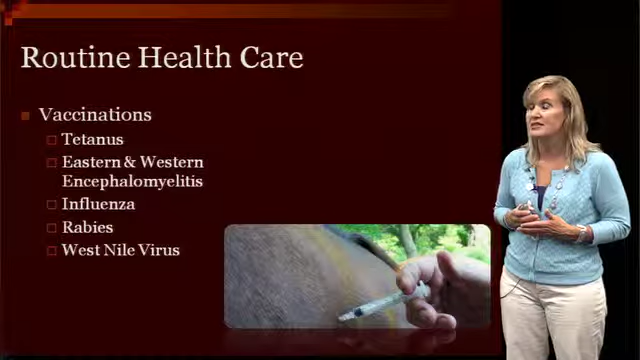 Routine Health Care
Vaccinations
Tetanus
Eastern & Western
Encephalomyelitis
Influenza
Rabies
West Nile Virus